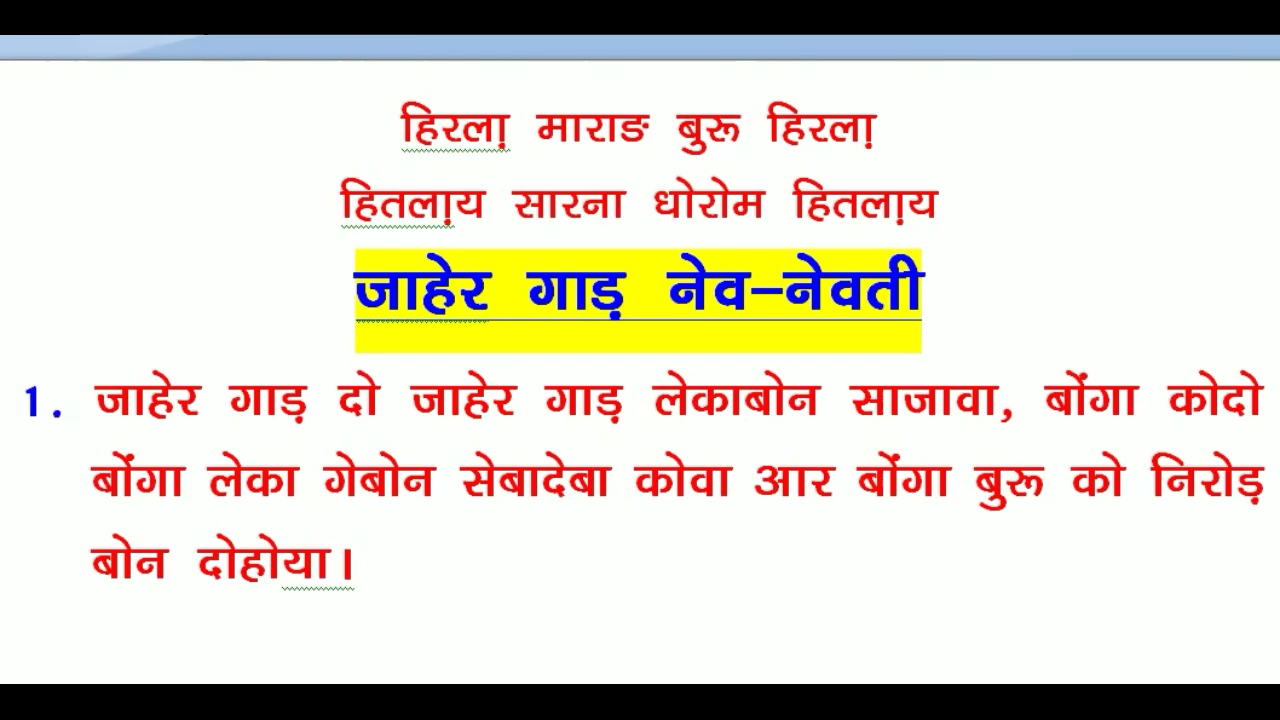 हिरला़ माराङ बुरू हिरला़
हितला़य सारना धोरोम हितला़य
जाहेर गाड़ नेव–नेवती
1. जाहेर गाड़ दो जाहेर गाड़ लेकाबोन साजावा, बोंगा कोदो
बोंगा लेका गेबोन सेबादेबा कोवा आर बोंगा बुरू को निरोड़
बोन दोहोया।